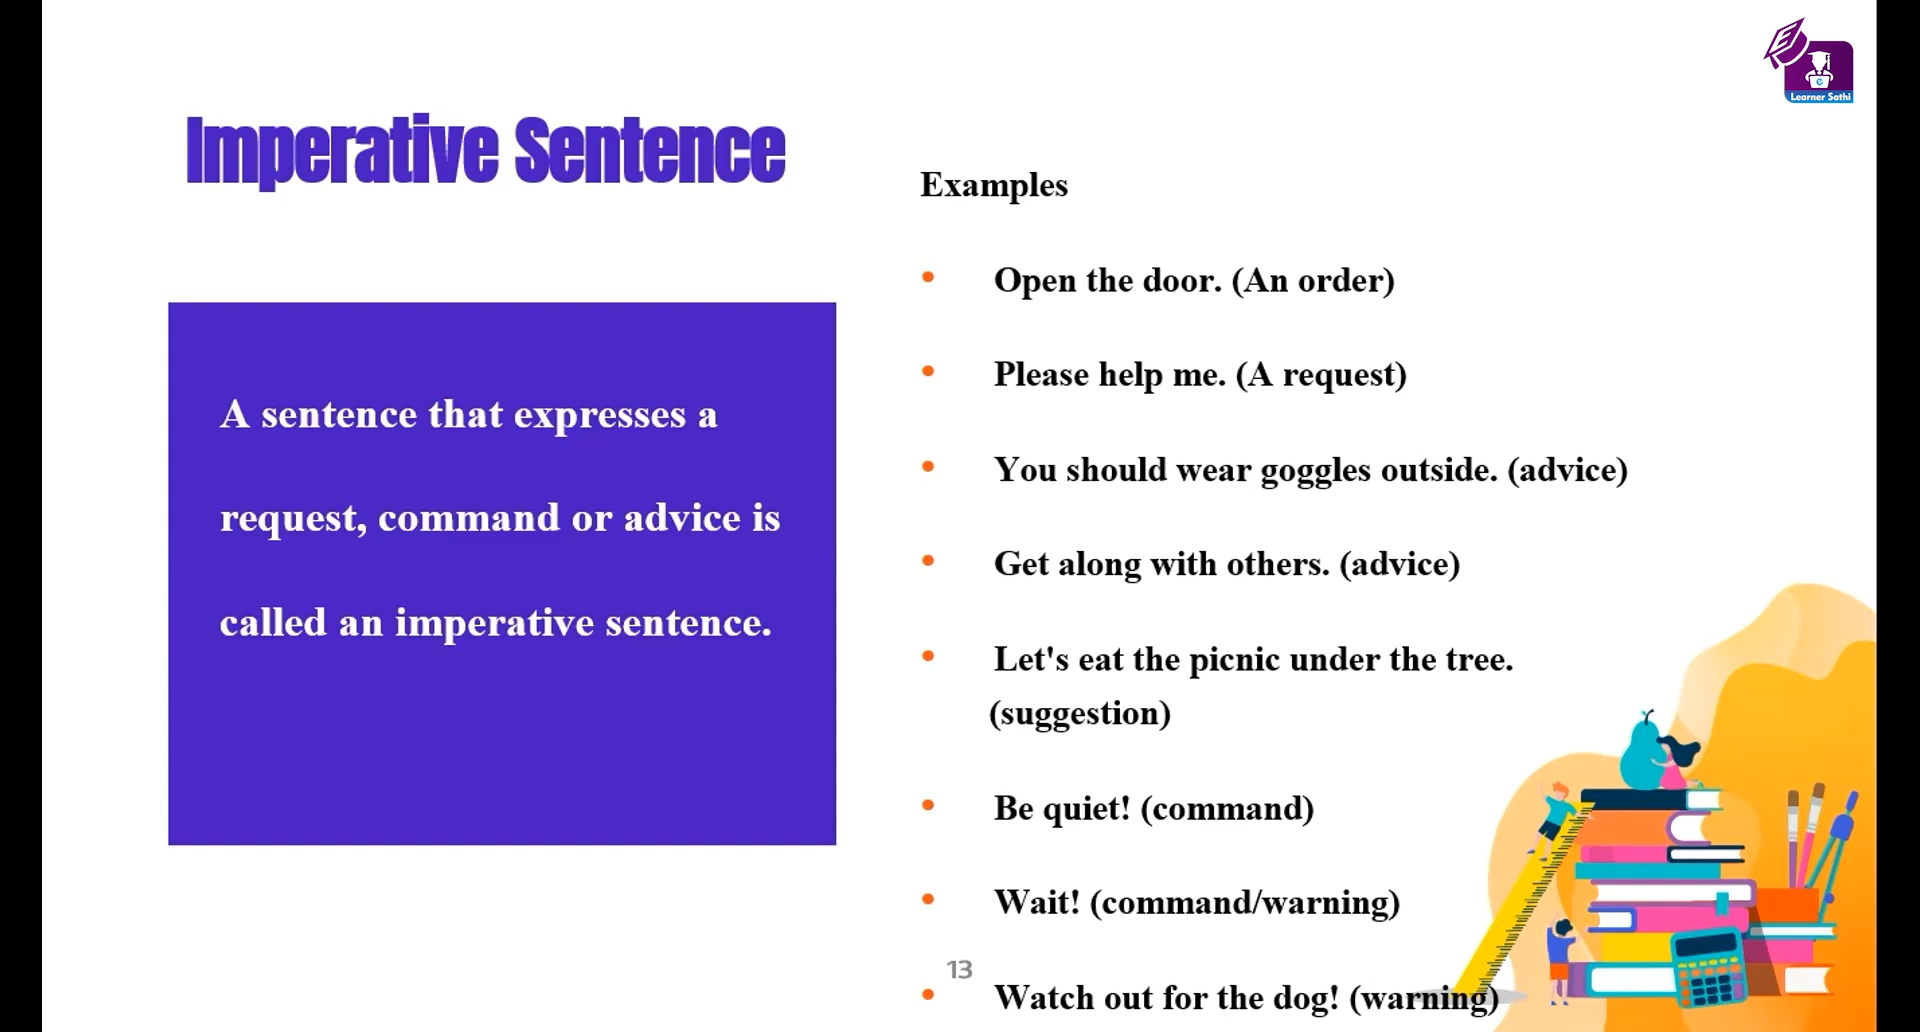 Learner Sathi
Imperative Sentence
A sentence that expresses a
request, command or advice is
called an imperative sentence.
Examples
• Open the door. (An order)
• Please help me. (A request)
• You should wear goggles outside. (advice)
• Get along with others. (advice)
• Let's eat the picnic under the tree.
(suggestion)
• Be quiet! (command)
• Wait! (command/warning)
• Watch out for the dog! (warning)
13